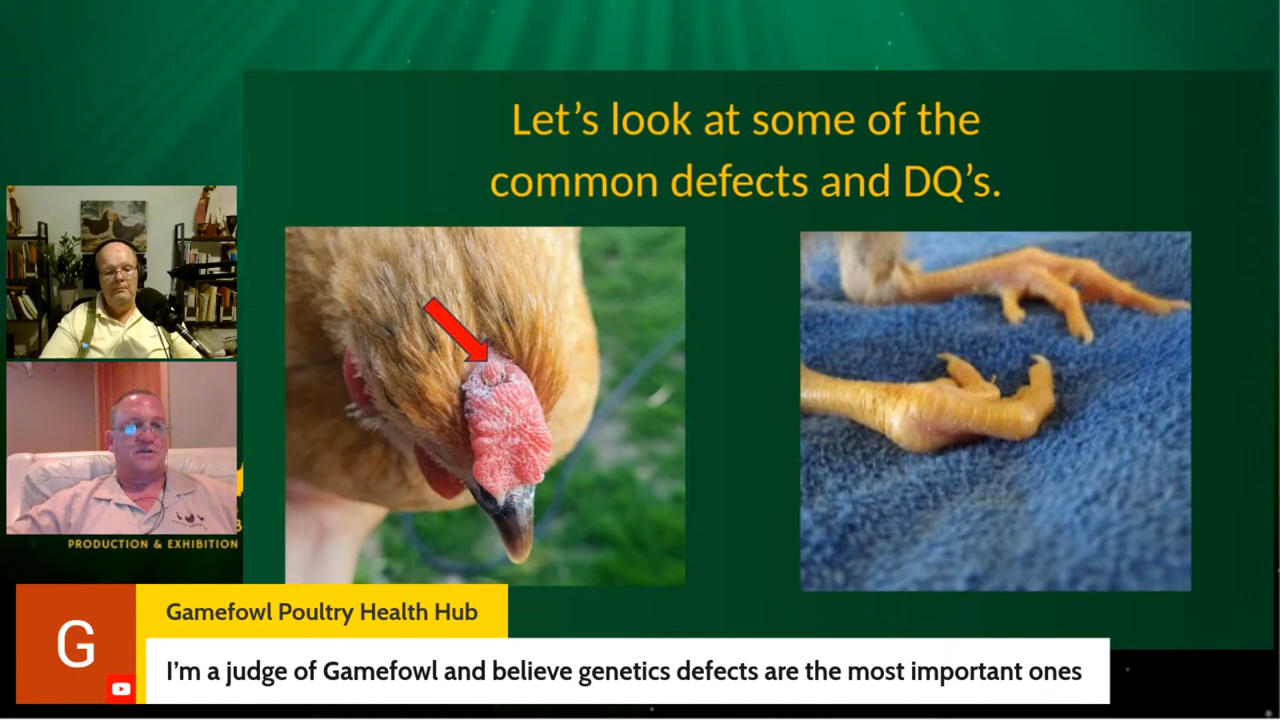 Let's look at some of the
common defects and DQ's.
B
PRODUCTION & EXHIBITION
G
Gamefowl Poultry Health Hub
I'm a judge of Gamefowl and believe genetics defects are the most important ones